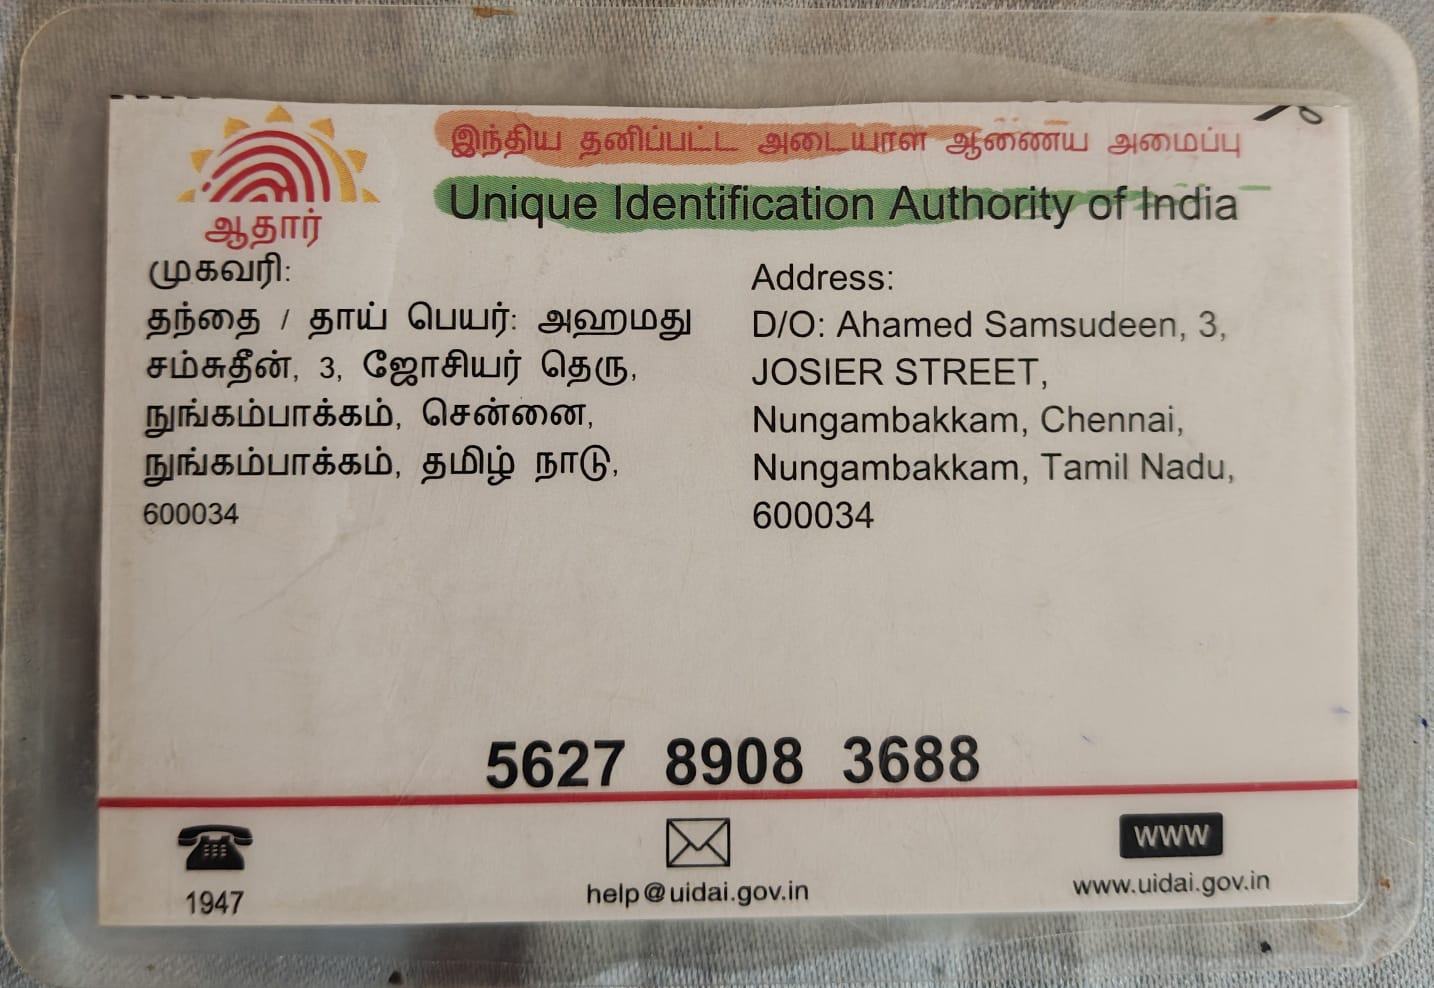 இந்திய தனிப்பட்ட அடையாள ஆணைய அமைப்பு
Unique Identification Authority of India
ஆதார்
முகவரி:
தந்தை / தாய் பெயர்: அஹமது
சம்சுதீன், 3, ஜோசியர் தெரு,
நுங்கம்பாக்கம், சென்னை,
நுங்கம்பாக்கம், தமிழ் நாடு,
600034
Address:
D/O: Ahamed Samsudeen, 3,
JOSIER STREET,
Nungambakkam, Chennai,
Nungambakkam, Tamil Nadu,
600034
5627 8908 3688
1947
help@uidai.gov.in
www
www.uidai.gov.in